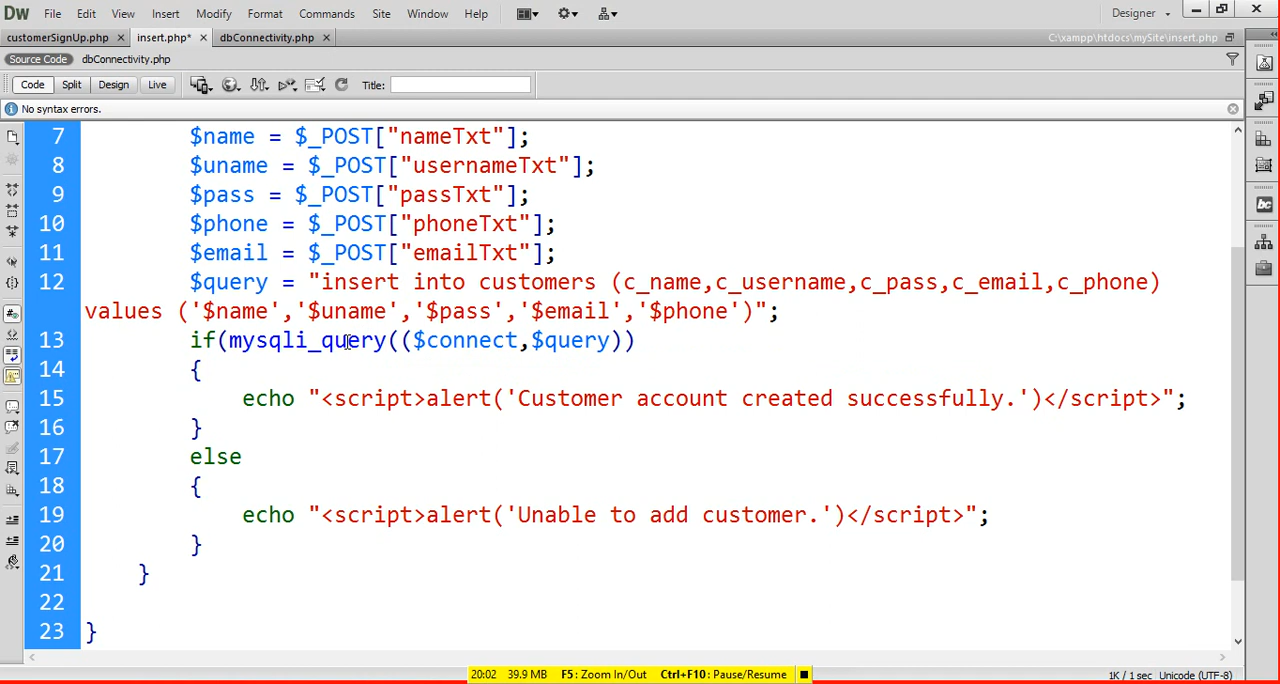 DW File Edit View Insert Modify Format Commands Site Window Help Designer
customerSignUp.php × insert.php* × dbConnectivity.php × C:\xampp\htdocs\mySite\insert.php
Source Code dbConnectivity.php
Code Split Design Live Title:
No syntax errors.
7 $name = $_POST["nameTxt"];
8 $uname = $_POST["usernameTxt"];
9 $pass = $_POST["passTxt"];
10 $phone = $_POST["phoneTxt"];
11 $email = $_POST["emailTxt"];
12 $query = "insert into customers (c_name,c_username,c_pass,c_email,c_phone)
values ('$name','$uname','$pass','$email','$phone')";
13 if(mysqli_query(($connect,$query))
14 {
15 echo "<script>alert('Customer account created successfully.')</script>";
16 }
17 else
18 {
19 echo "<script>alert('Unable to add customer.')</script>";
20 }
21 }
22
23 }
20:02 39.9 MB F5: Zoom In/Out Ctrl+F10: Pause/Resume 1K / 1 sec Unicode (UTF-8)